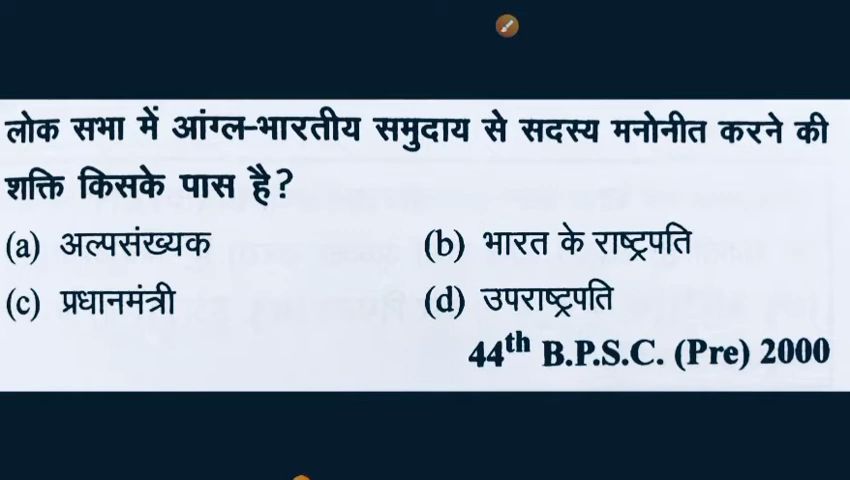 लोक सभा में आंग्ल-भारतीय समुदाय से सदस्य मनोनीत करने की
शक्ति किसके पास है?
(a) अल्पसंख्यक (b) भारत के राष्ट्रपति
(c) प्रधानमंत्री (d) उपराष्ट्रपति
44th B.P.S.C. (Pre) 2000